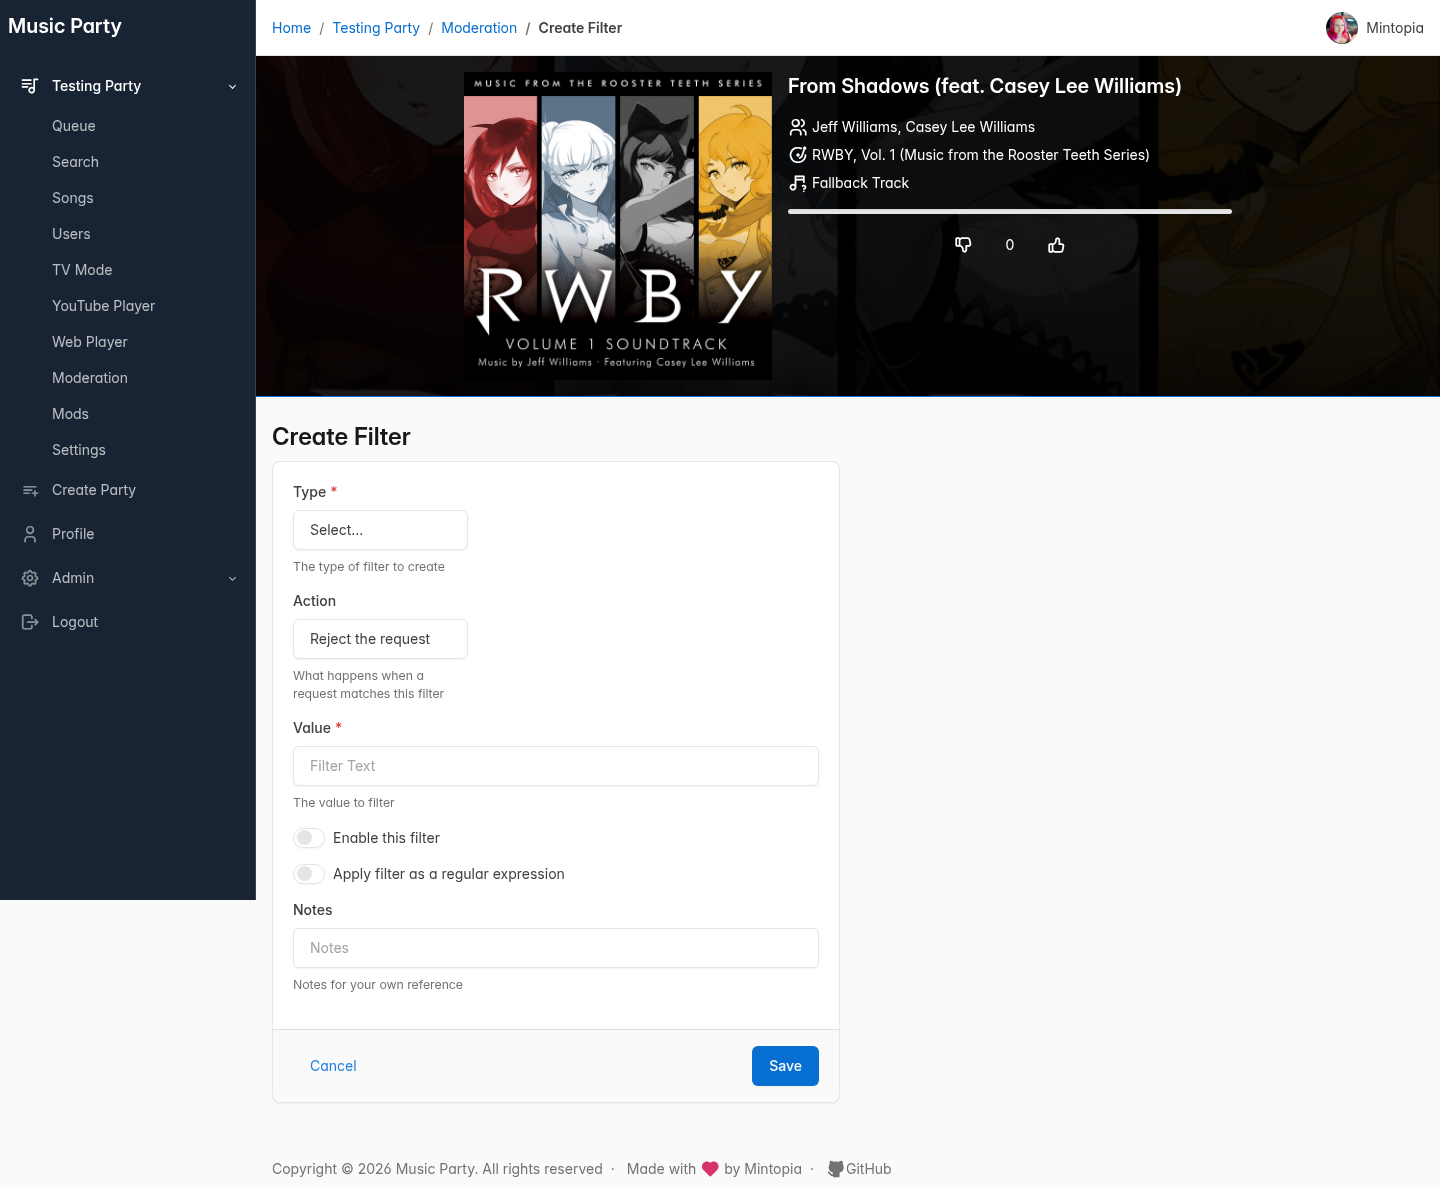 Music Party
Home / Testing Party / Moderation / Create Filter
Mintopia
Testing Party
Queue
Search
Songs
Users
TV Mode
YouTube Player
Web Player
Moderation
Mods
Settings
Create Party
Profile
Admin
Logout
MUSIC FROM THE ROOSTER TEETH SERIES
RWBY
VOLUME 1 SOUNDTRACK
Music by Jeff Williams · Featuring Casey Lee Williams
From Shadows (feat. Casey Lee Williams)
Jeff Williams, Casey Lee Williams
RWBY, Vol. 1 (Music from the Rooster Teeth Series)
Fallback Track
0
Create Filter
Type *
Select...
The type of filter to create
Action
Reject the request
What happens when a
request matches this filter
Value *
Filter Text
The value to filter
Enable this filter
Apply filter as a regular expression
Notes
Notes
Notes for your own reference
Cancel
Save
Copyright © 2026 Music Party. All rights reserved · Made with by Mintopia · GitHub